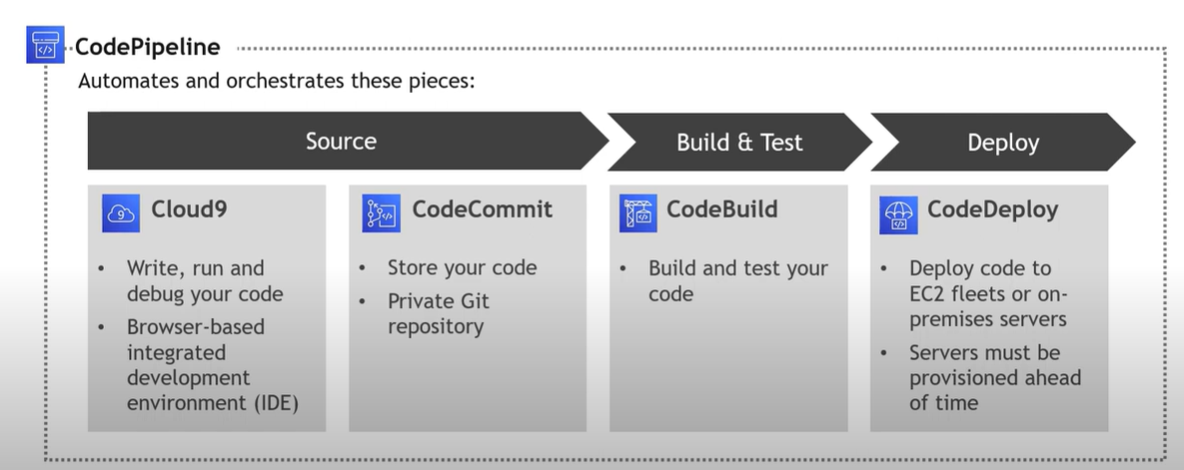 CodePipeline
Automates and orchestrates these pieces:
Source
Build & Test
Deploy
Cloud9
• Write, run and
debug your code
• Browser-based
integrated
development
environment (IDE)
CodeCommit
• Store your code
• Private Git
repository
CodeBuild
• Build and test your
code
CodeDeploy
• Deploy code to
EC2 fleets or on-
premises servers
• Servers must be
provisioned ahead
of time